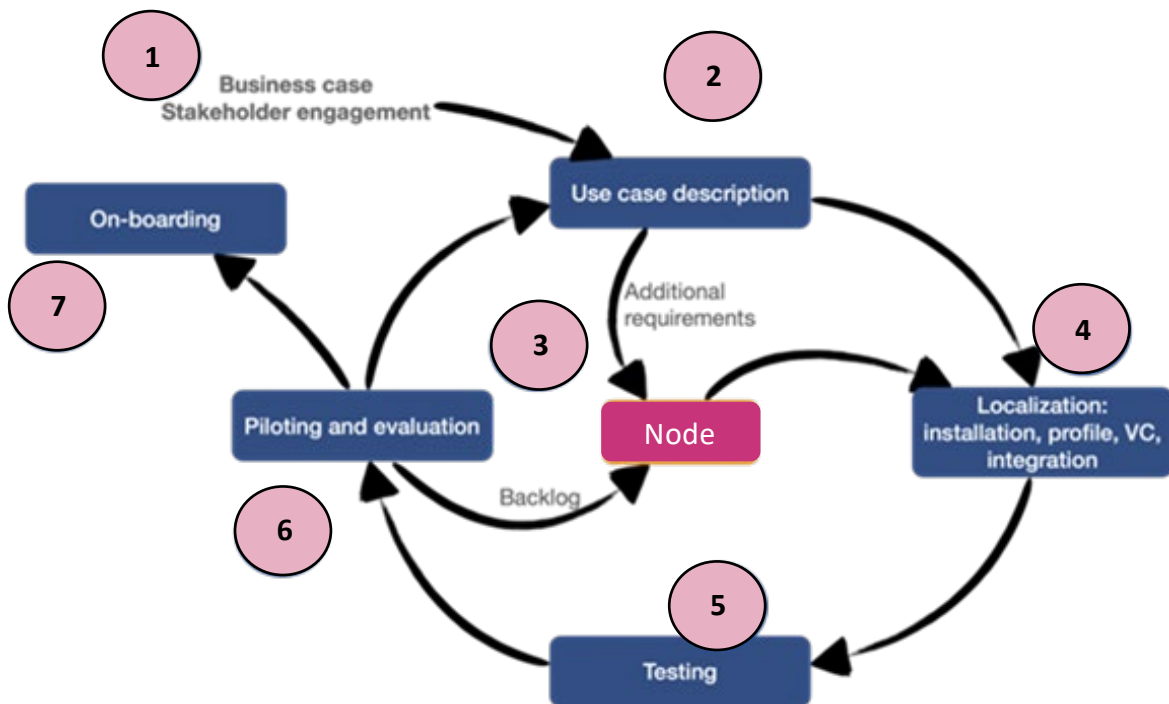 1
Business case
Stakeholder engagement
2
Use case description
On-boarding
7
Additional
requirements
3
4
Node
Localization:
installation, profile, VC,
integration
Piloting and evaluation
Backlog
6
5
Testing